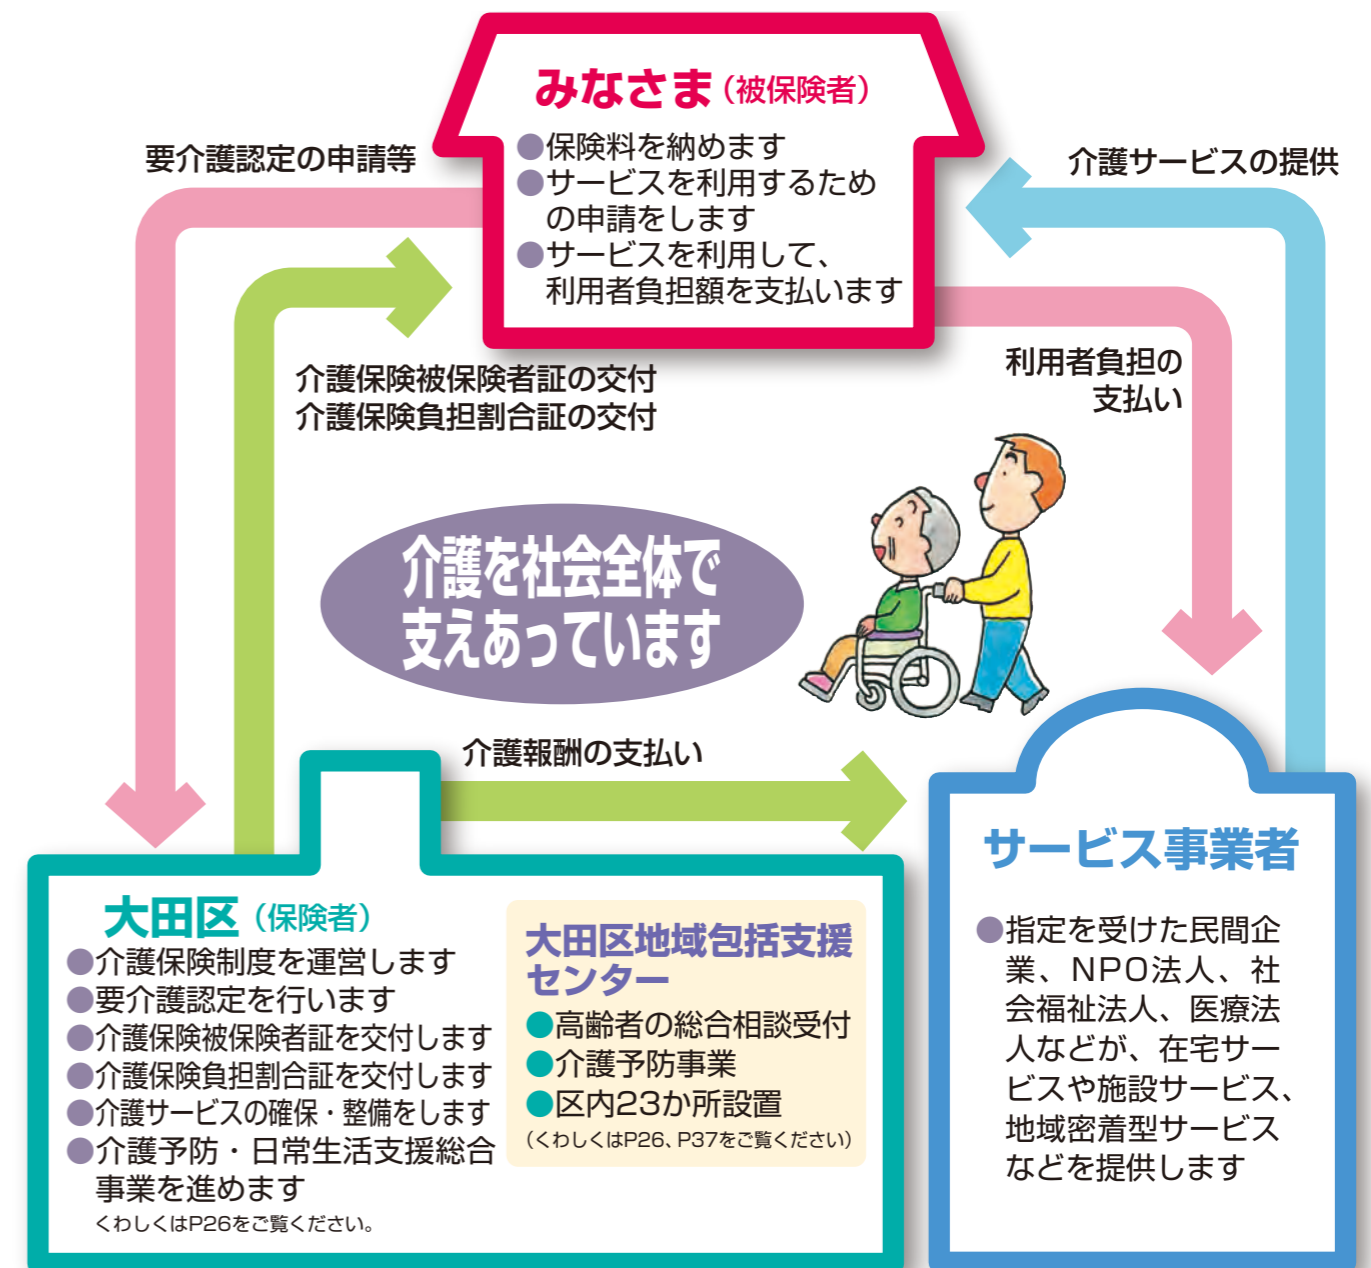 みなさま（被保険者）
●保険料を納めます
●サービスを利用するため
の申請をします
●サービスを利用して、
利用者負担額を支払います
要介護認定の申請等
介護サービスの提供
介護保険被保険者証の交付
介護保険負担割合証の交付
利用者負担の
支払い
介護を社会全体で
支えあっています
介護報酬の支払い
大田区（保険者）
●介護保険制度を運営します
●要介護認定を行います
●介護保険被保険者証を交付します
●介護保険負担割合証を交付します
●介護サービスの確保・整備をします
●介護予防・日常生活支援総合
事業を進めます
くわしくはP26をご覧ください。
大田区地域包括支援
センター
●高齢者の総合相談受付
●介護予防事業
●区内23か所設置
（くわしくはP26、P37をご覧ください）
サービス事業者
●指定を受けた民間企
業、NPO法人、社
会福祉法人、医療法
人などが、在宅サー
ビスや施設サービス、
地域密着型サービス
などを提供します